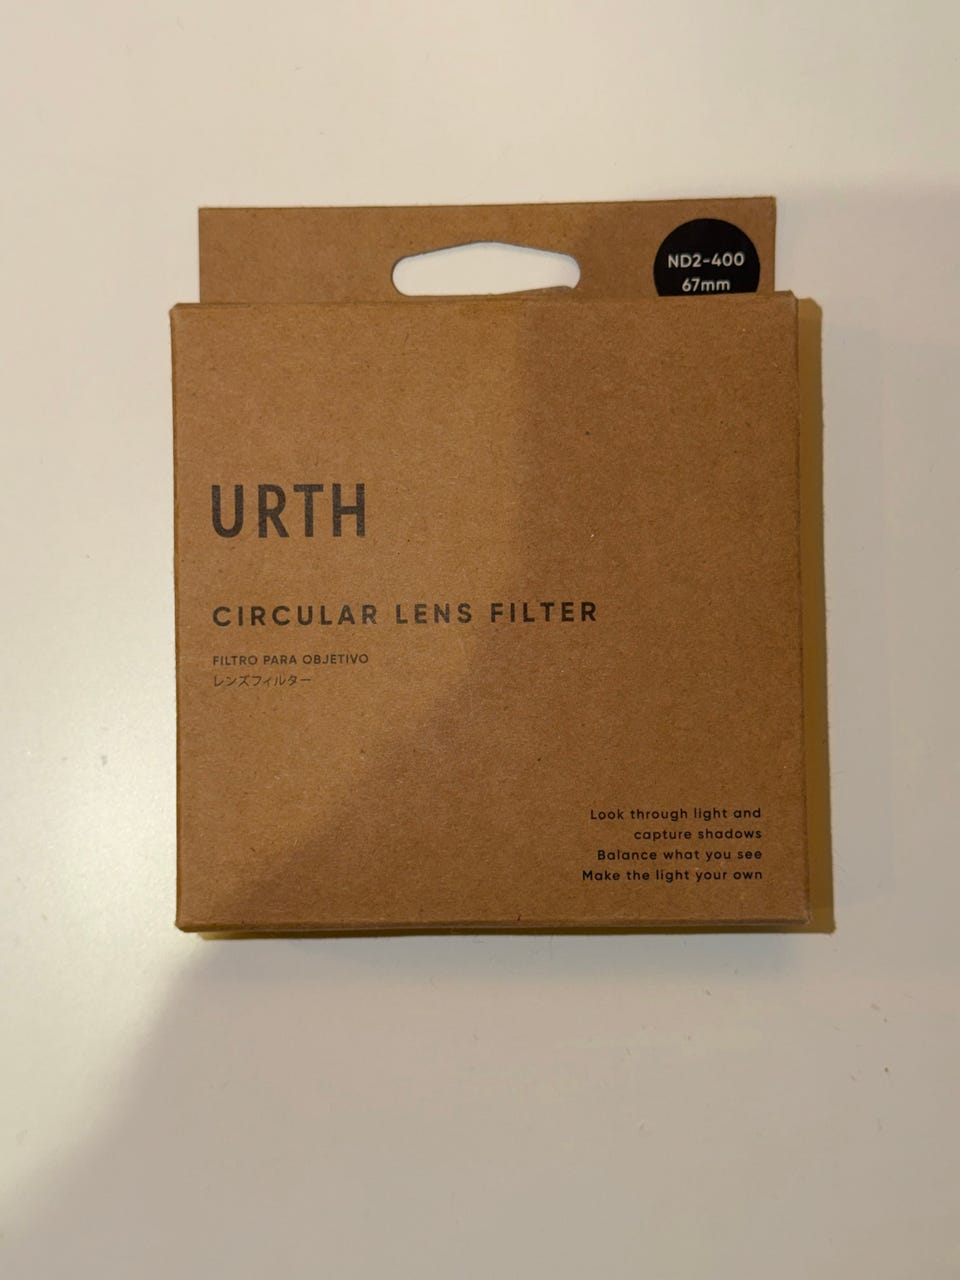 ND2-400
67mm
URTH
CIRCULAR LENS FILTER
FILTRO PARA OBJETIVO
レンズフィルター
Look through light and
capture shadows
Balance what you see
Make the light your own